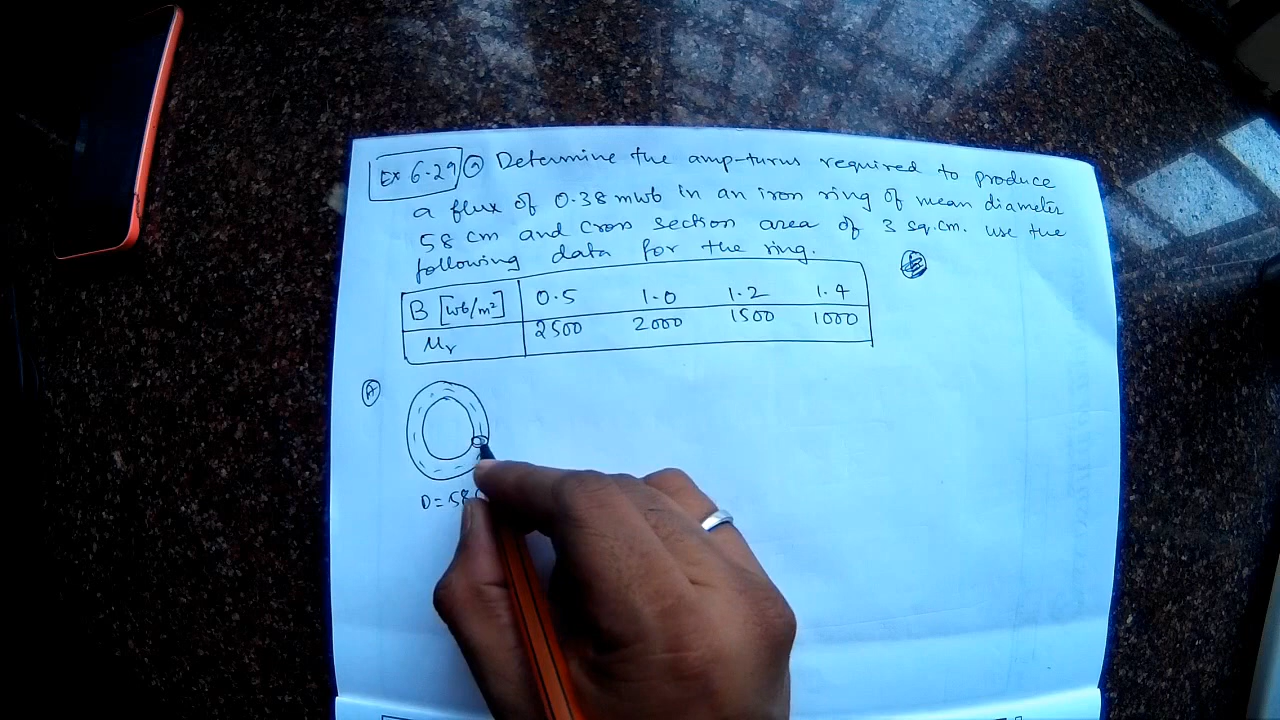 Ex 6.29 Q Determine the amp-turns required to produce
a flux of 0.38 mwb in an iron ring of mean diameter
58 cm and cross section area of 3 sq.cm. use the
following data for the ring.
B [wb/m²] 0.5 1.0 1.2 1.4
μr 2500 2000 1500 1000
A
D = 58